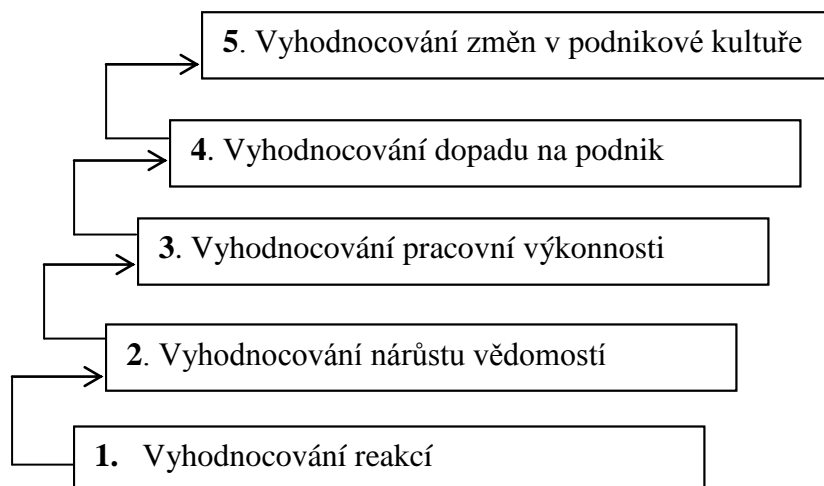 5. Vyhodnocování změn v podnikové kultuře
4. Vyhodnocování dopadu na podnik
3. Vyhodnocování pracovní výkonnosti
2. Vyhodnocování nárůstu vědomostí
1. Vyhodnocování reakcí